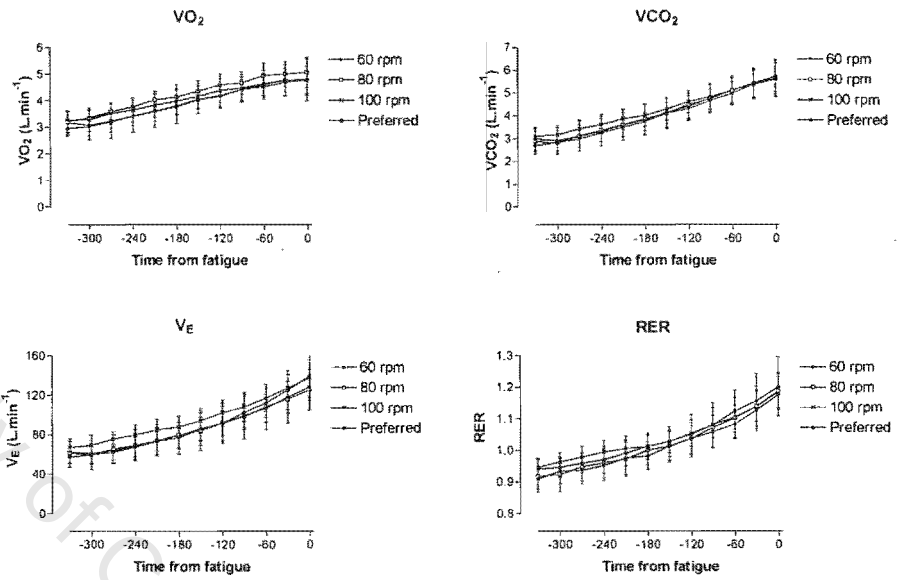 VO₂
VO₂ (L.min⁻¹)
6
5
4
3
2
1
0
-300 -240 -180 -120 -60 0
Time from fatigue
60 rpm
80 rpm
100 rpm
Preferred
VCO₂
VCO₂ (L.min⁻¹)
7
6
5
4
3
2
1
0
-300 -240 -180 -120 -60 0
Time from fatigue
60 rpm
80 rpm
100 rpm
Preferred
V_E
V_E (L.min⁻¹)
160
120
80
40
0
-300 -240 -180 -120 -60 0
Time from fatigue
60 rpm
80 rpm
100 rpm
Preferred
RER
RER
1.3
1.2
1.1
1.0
0.9
0.8
-300 -240 -180 -120 -60 0
Time from fatigue
60 rpm
80 rpm
100 rpm
Preferred
of C